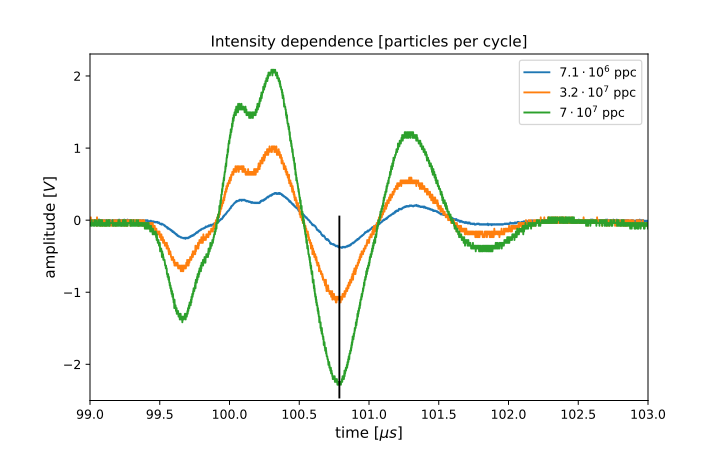 Intensity dependence [particles per cycle]
7.1 · 10⁶ ppc
3.2 · 10⁷ ppc
7 · 10⁷ ppc
amplitude [V]
2
1
0
−1
−2
99.0 99.5 100.0 100.5 101.0 101.5 102.0 102.5 103.0
time [μs]